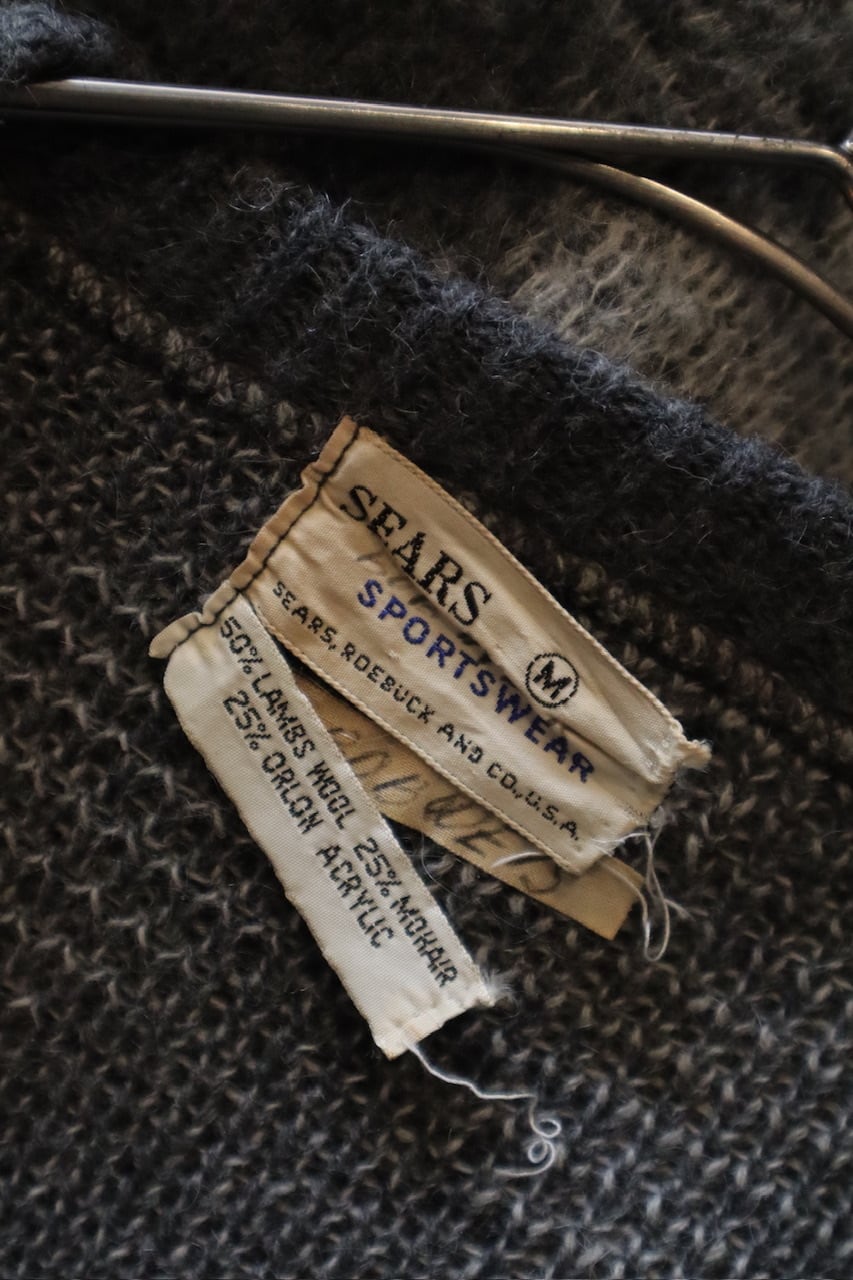 SEARS
SPORTSWEAR
M
SEARS, ROEBUCK AND CO., U.S.A.
50% LAMBS WOOL 25% MOHAIR
25% ORLON ACRYLIC